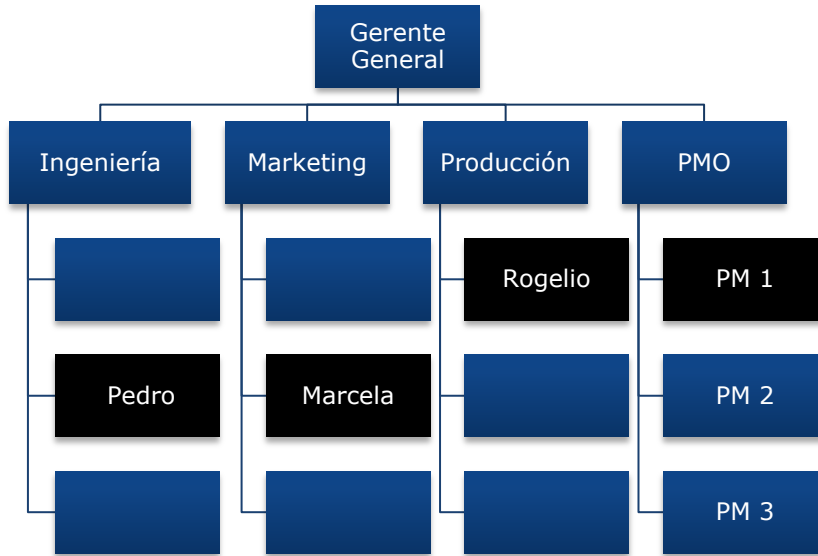 Gerente
General
Ingeniería
Marketing
Producción
PMO
Rogelio
PM 1
Pedro
Marcela
PM 2
PM 3